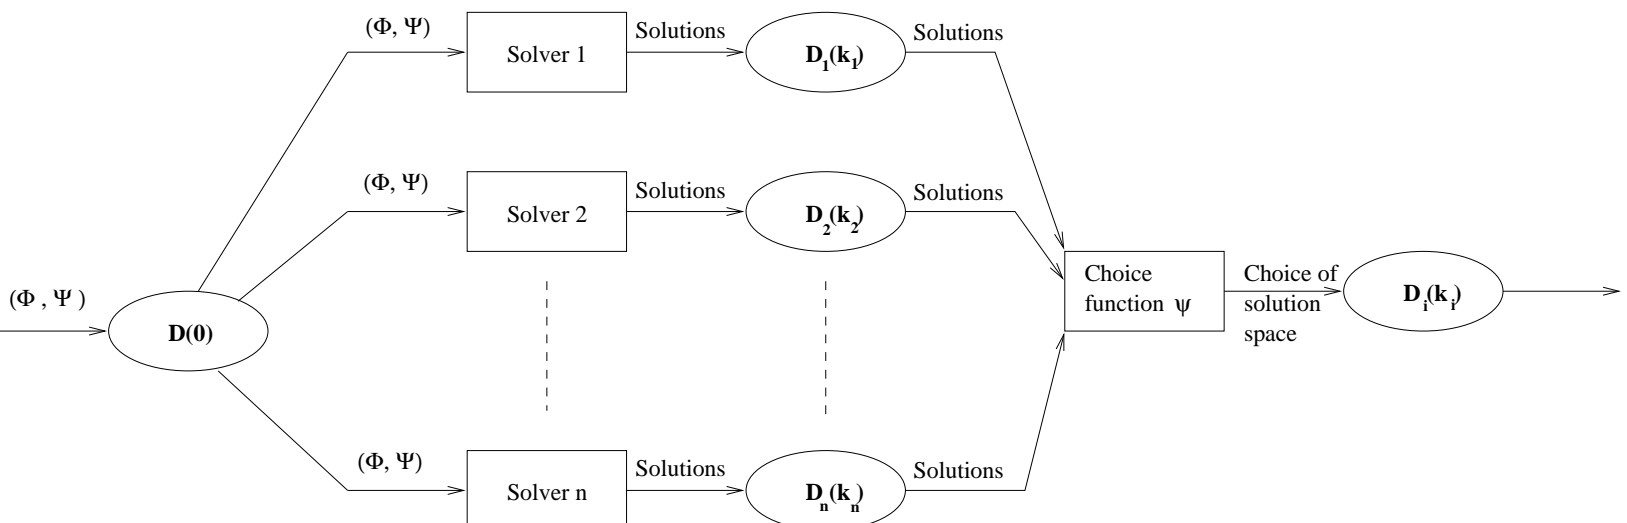 (Φ, Ψ)
Solver 1
Solutions
D₁(k₁)
Solutions
(Φ, Ψ)
Solver 2
Solutions
D₂(k₂)
Solutions
(Φ , Ψ )
D(0)
Choice
function ψ
Choice of
solution
space
Dᵢ(kᵢ)
(Φ, Ψ)
Solver n
Solutions
Dₙ(kₙ)
Solutions